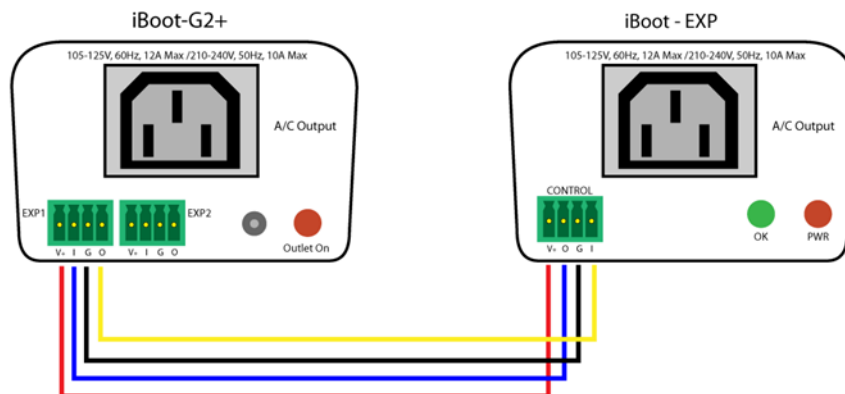 iBoot-G2+
105-125V, 60Hz, 12A Max /210-240V, 50Hz, 10A Max
A/C Output
EXP1
EXP2
V+ I G O
V+ I G O
Outlet On
iBoot - EXP
105-125V, 60Hz, 12A Max /210-240V, 50Hz, 10A Max
A/C Output
CONTROL
V+ O G I
OK
PWR